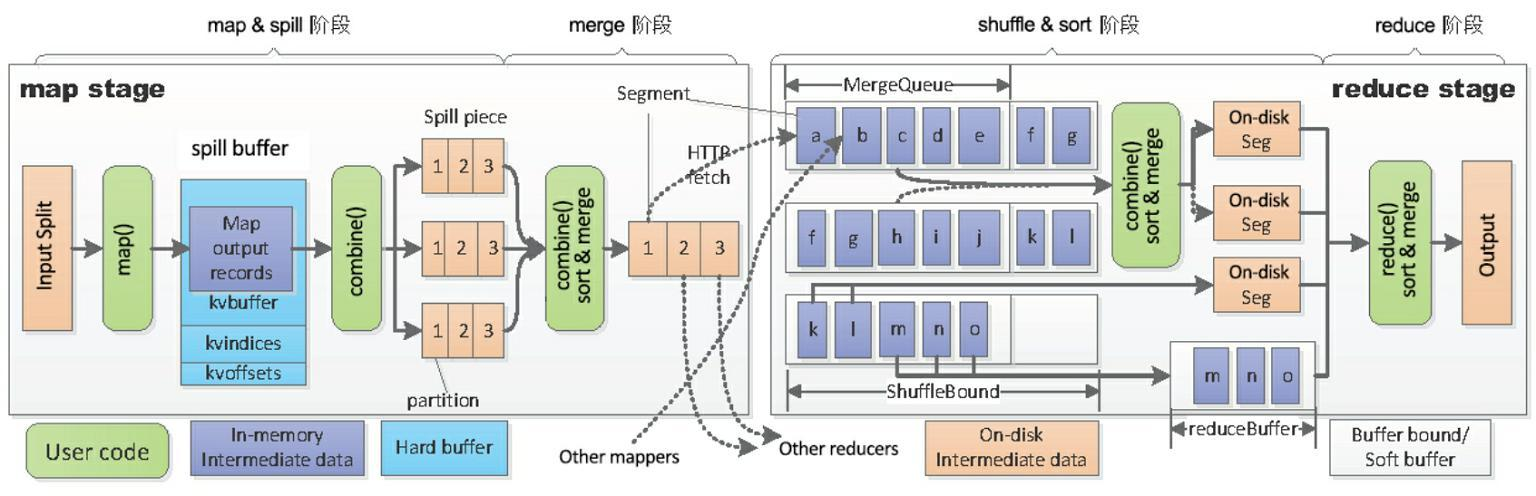 map & spill 阶段
merge 阶段
shuffle & sort 阶段
reduce 阶段
map stage
Input Split
map()
spill buffer
Map
output
records
kvbuffer
kvindices
kvoffsets
combine()
Spill piece
1 2 3
1 2 3
1 2 3
partition
combine()
sort & merge
Segment
HTTP
fetch
1 2 3
reduce stage
MergeQueue
a b c d e f g
f g h i j k l
k l m n o
ShuffleBound
combine()
sort & merge
On-disk
Seg
On-disk
Seg
On-disk
Seg
m n o
reduceBuffer
reduce()
sort & merge
Output
User code
In-memory
Intermediate data
Hard buffer
Other mappers
Other reducers
On-disk
Intermediate data
Buffer bound/
Soft buffer